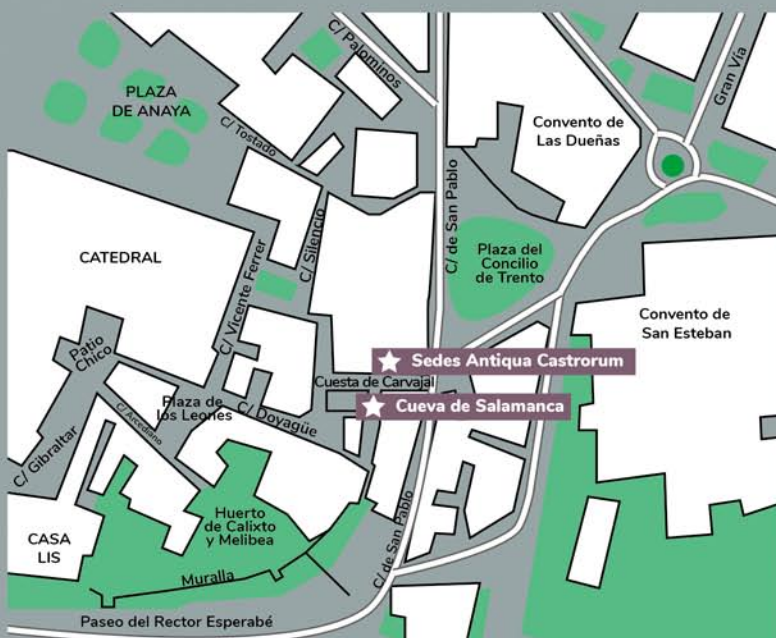 C/ Palominos
Gran Vía
PLAZA
DE ANAYA
C/ Tostado
Convento de
Las Dueñas
C/ de San Pablo
C/ Silencio
CATEDRAL
C/ Vicente Ferrer
Plaza del
Concilio
de Trento
Convento de
San Esteban
Patio
Chico
Sedes Antiqua Castrorum
Cuesta de Carvajal
Cueva de Salamanca
Plaza de
los Leones
C/ Doyagüe
C/ Arcediano
C/ Gibraltar
Huerto
de Calixto
y Melibea
CASA
LIS
C/ de San Pablo
Muralla
Paseo del Rector Esperabé